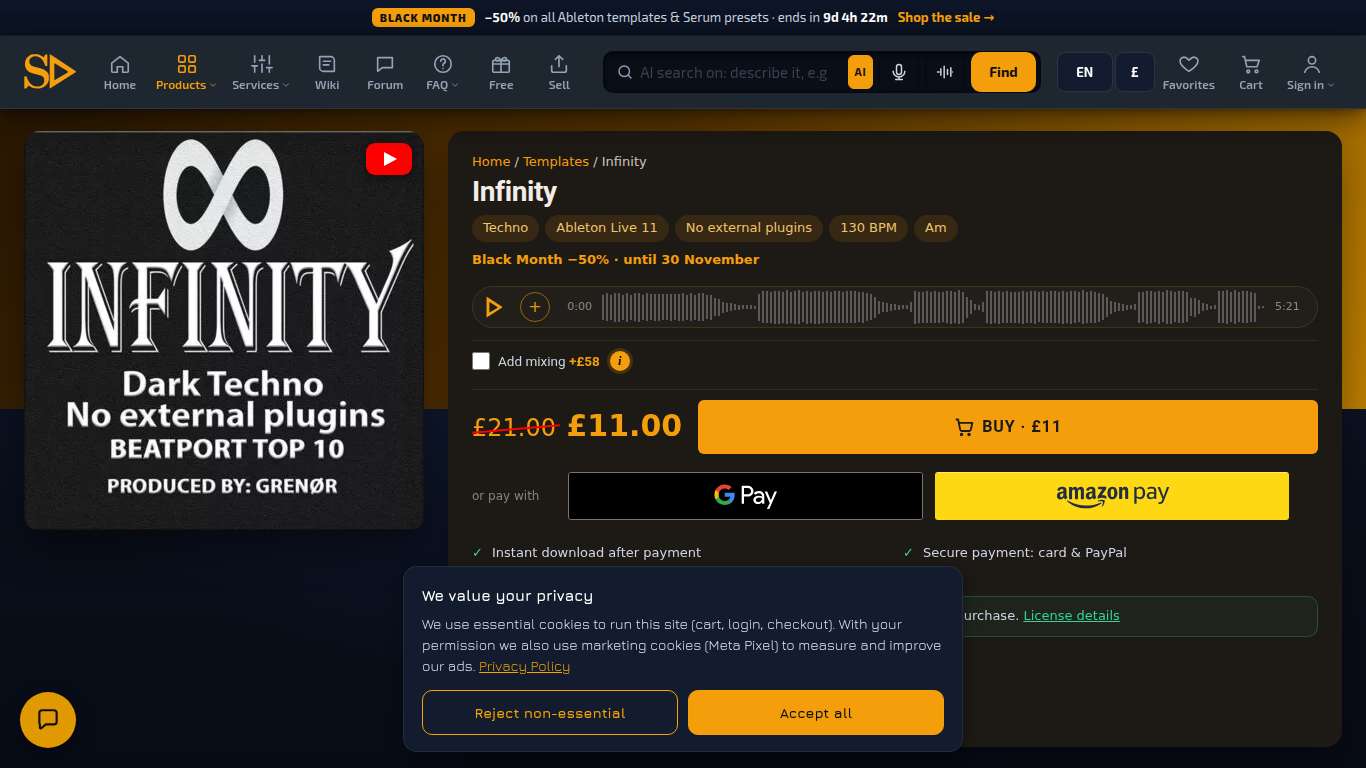 BLACK MONTH −50% on all Ableton templates & Serum presets · ends in 9d 4h 22m Shop the sale →
Home
Products
Services
Wiki
Forum
FAQ
Free
Sell
AI search on: describe it, e.g
AI
Find
EN
£
Favorites
Cart
Sign in
INFINITY
Dark Techno
No external plugins
BEATPORT TOP 10
PRODUCED BY: GRENØR
Home / Templates / Infinity
Infinity
Techno
Ableton Live 11
No external plugins
130 BPM
Am
Black Month −50% · until 30 November
0:00
5:21
Add mixing +£58
i
£21.00 £11.00
BUY · £11
or pay with
G Pay
amazon pay
✓ Instant download after payment
✓ Secure payment: card & PayPal
urchase. License details
We value your privacy
We use essential cookies to run this site (cart, login, checkout). With your
permission we also use marketing cookies (Meta Pixel) to measure and improve
our ads. Privacy Policy
Reject non-essential
Accept all